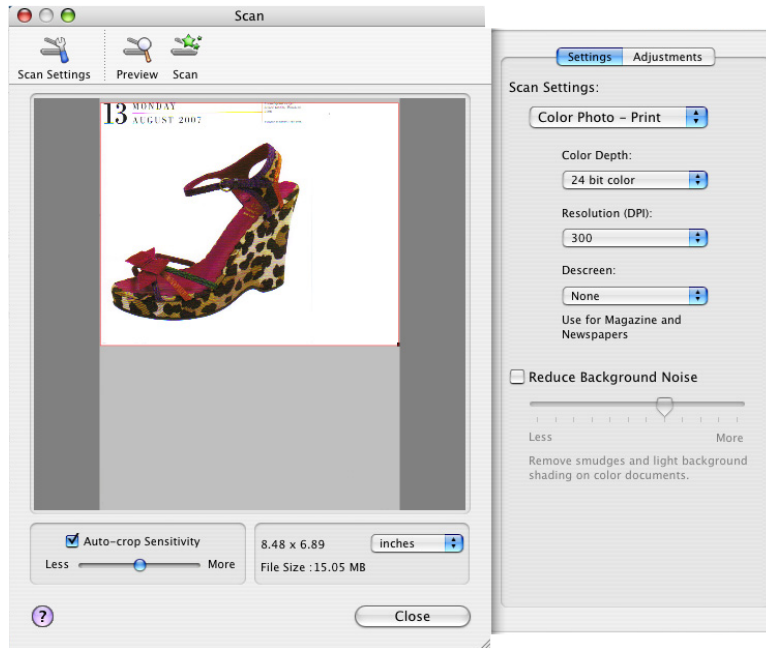 Scan
Scan Settings
Preview
Scan
13 MONDAY
AUGUST 2007
Auto-crop Sensitivity
Less
More
8.48 x 6.89
inches
File Size :15.05 MB
?
Close
Settings
Adjustments
Scan Settings:
Color Photo – Print
Color Depth:
24 bit color
Resolution (DPI):
300
Descreen:
None
Use for Magazine and
Newspapers
Reduce Background Noise
Less
More
Remove smudges and light background
shading on color documents.